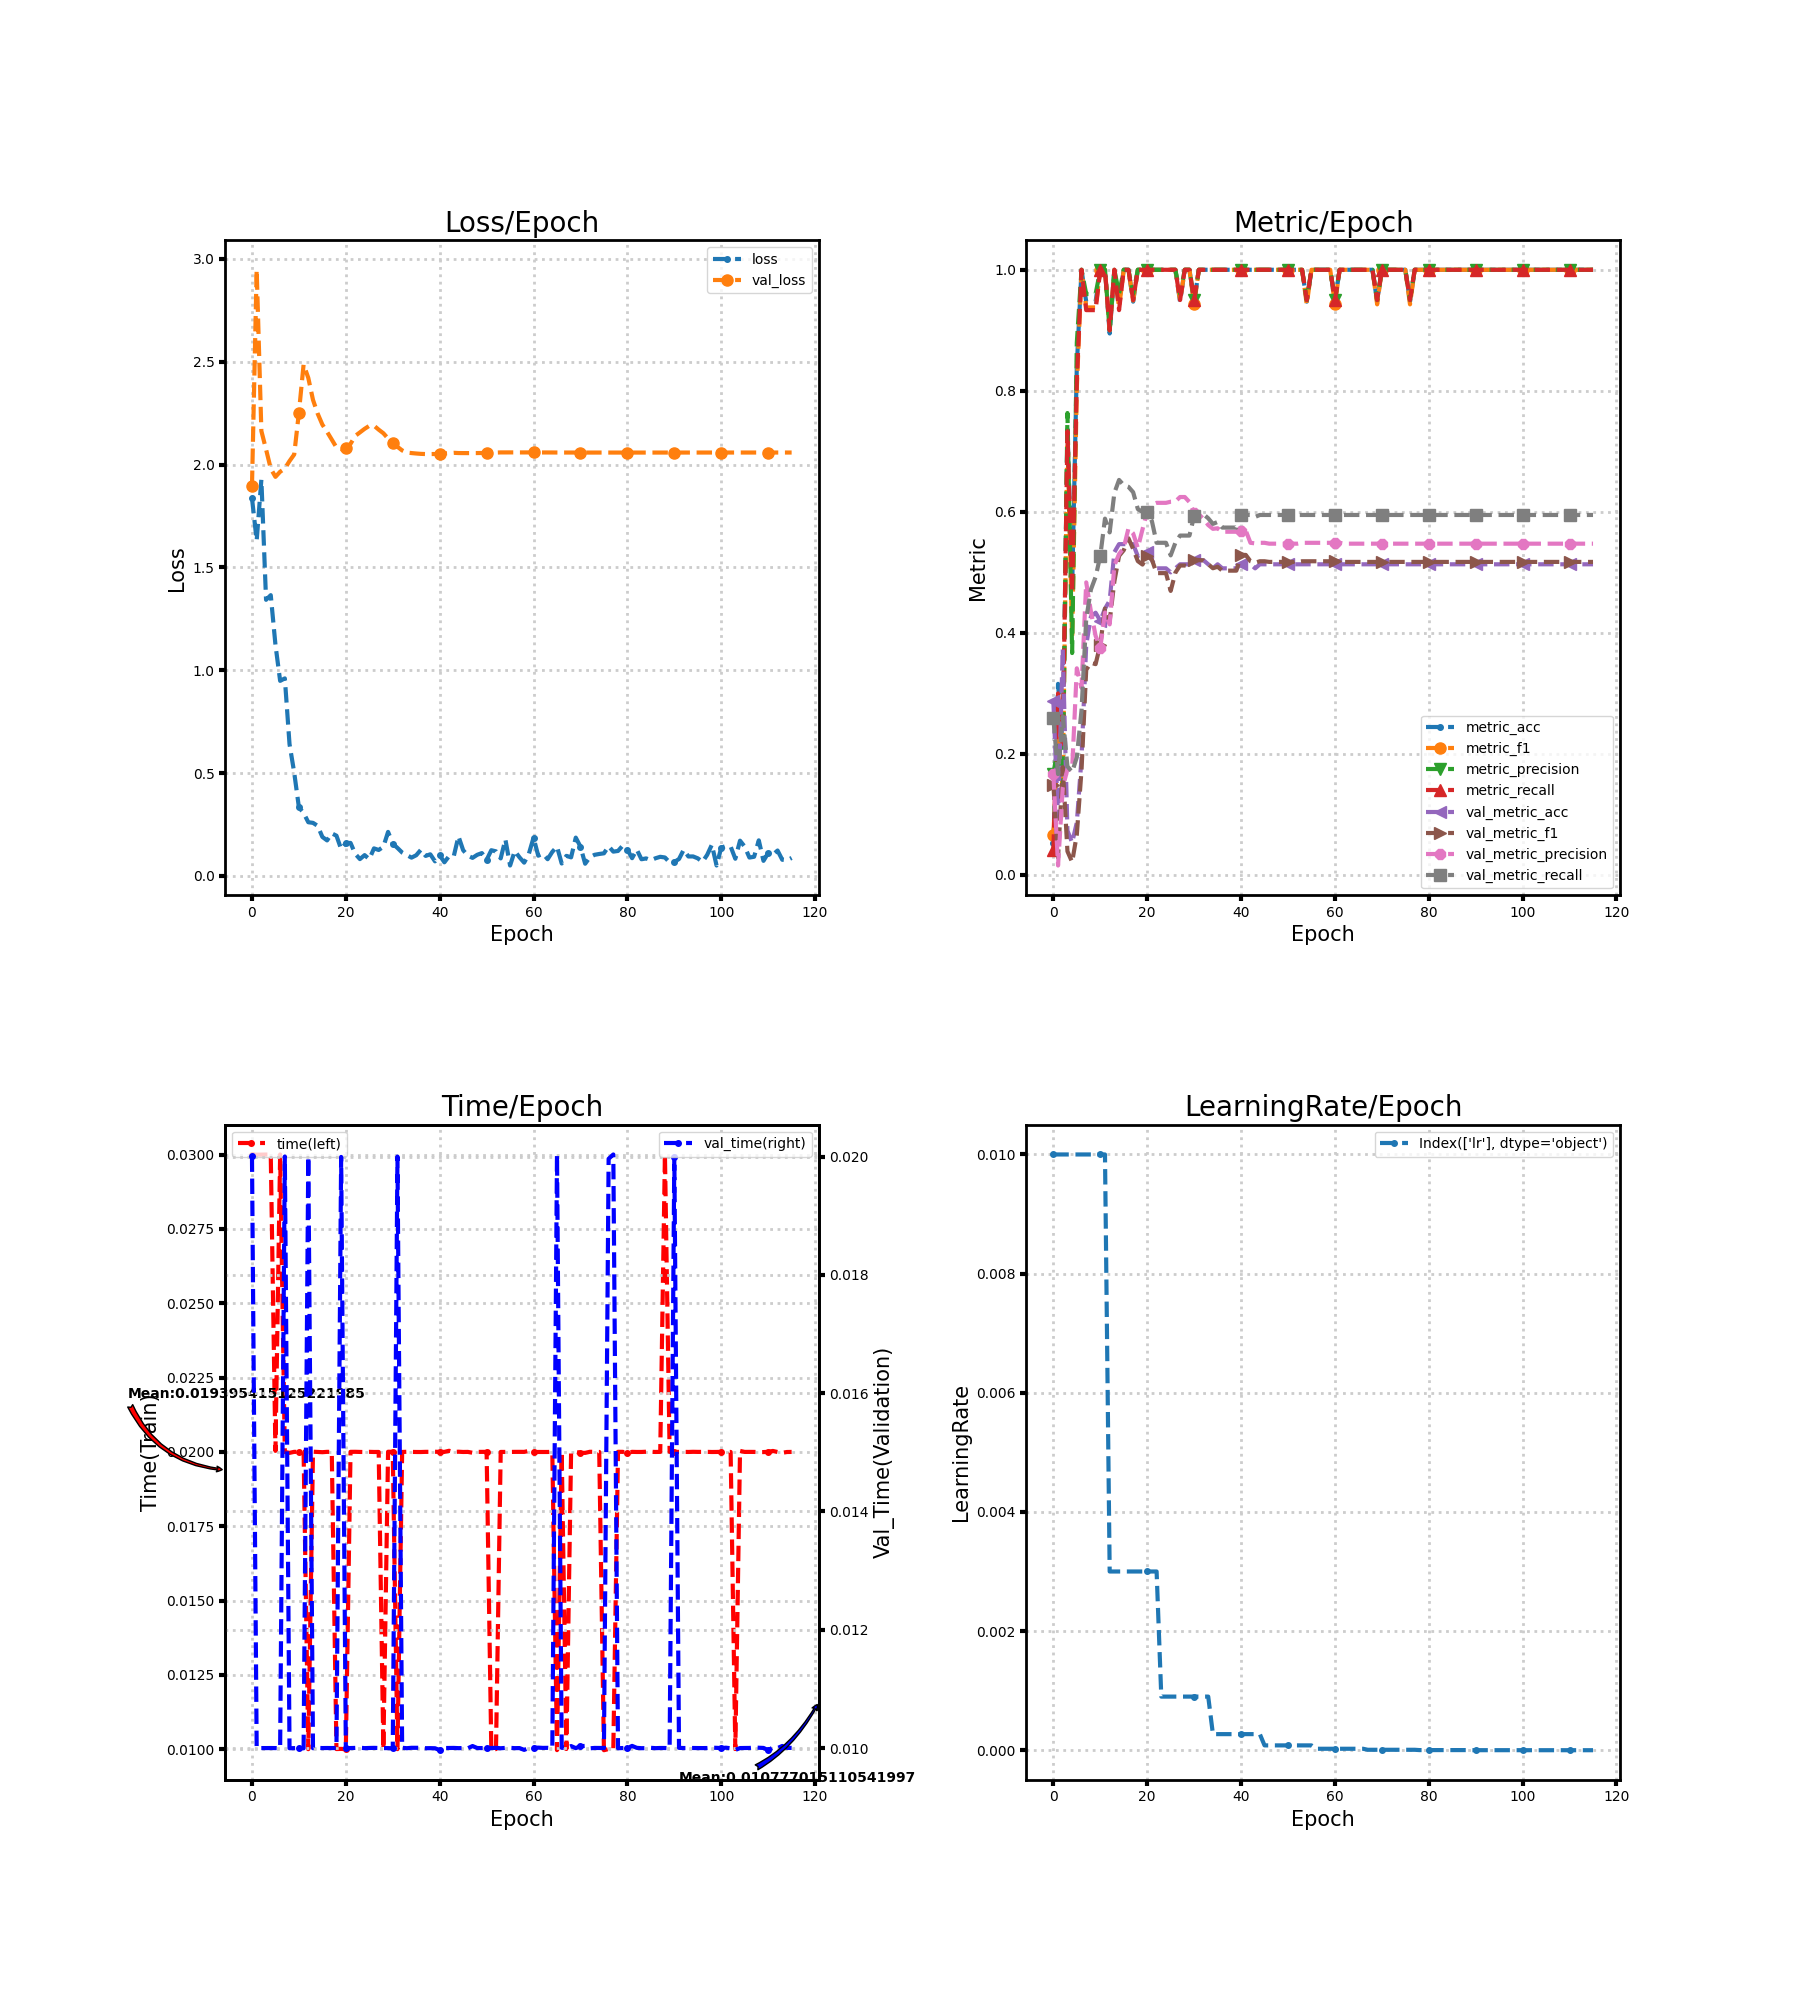 Loss/Epoch
3.0
2.5
2.0
1.5
1.0
0.5
0.0
Loss
loss
val_loss
0 20 40 60 80 100 120
Epoch
Metric/Epoch
1.0
0.8
0.6
0.4
0.2
0.0
Metric
metric_acc
metric_f1
metric_precision
metric_recall
val_metric_acc
val_metric_f1
val_metric_precision
val_metric_recall
0 20 40 60 80 100 120
Epoch
Time/Epoch
time(left)
val_time(right)
0.0300
0.0275
0.0250
0.0225
0.0200
0.0175
0.0150
0.0125
0.0100
Time(Train)
Mean:0.019395415125221985
0.020
0.018
0.016
0.014
0.012
0.010
Val_Time(Validation)
Mean:0.010777015110541997
0 20 40 60 80 100 120
Epoch
LearningRate/Epoch
Index(['lr'], dtype='object')
0.010
0.008
0.006
0.004
0.002
0.000
LearningRate
0 20 40 60 80 100 120
Epoch